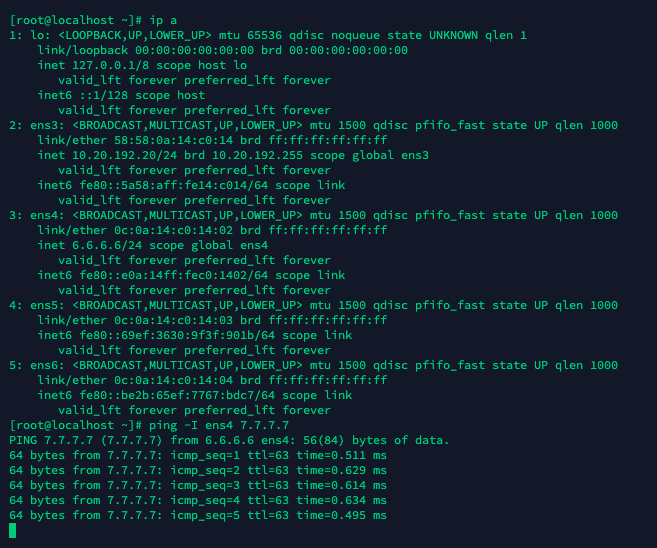 [root@localhost ~]# ip a
1: lo: <LOOPBACK,UP,LOWER_UP> mtu 65536 qdisc noqueue state UNKNOWN qlen 1
    link/loopback 00:00:00:00:00:00 brd 00:00:00:00:00:00
    inet 127.0.0.1/8 scope host lo
       valid_lft forever preferred_lft forever
    inet6 ::1/128 scope host
       valid_lft forever preferred_lft forever
2: ens3: <BROADCAST,MULTICAST,UP,LOWER_UP> mtu 1500 qdisc pfifo_fast state UP qlen 1000
    link/ether 58:58:0a:14:c0:14 brd ff:ff:ff:ff:ff:ff
    inet 10.20.192.20/24 brd 10.20.192.255 scope global ens3
       valid_lft forever preferred_lft forever
    inet6 fe80::5a58:aff:fe14:c014/64 scope link
       valid_lft forever preferred_lft forever
3: ens4: <BROADCAST,MULTICAST,UP,LOWER_UP> mtu 1500 qdisc pfifo_fast state UP qlen 1000
    link/ether 0c:0a:14:c0:14:02 brd ff:ff:ff:ff:ff:ff
    inet 6.6.6.6/24 scope global ens4
       valid_lft forever preferred_lft forever
    inet6 fe80::e0a:14ff:fec0:1402/64 scope link
       valid_lft forever preferred_lft forever
4: ens5: <BROADCAST,MULTICAST,UP,LOWER_UP> mtu 1500 qdisc pfifo_fast state UP qlen 1000
    link/ether 0c:0a:14:c0:14:03 brd ff:ff:ff:ff:ff:ff
    inet6 fe80::69ef:3630:9f3f:901b/64 scope link
       valid_lft forever preferred_lft forever
5: ens6: <BROADCAST,MULTICAST,UP,LOWER_UP> mtu 1500 qdisc pfifo_fast state UP qlen 1000
    link/ether 0c:0a:14:c0:14:04 brd ff:ff:ff:ff:ff:ff
    inet6 fe80::be2b:65ef:7767:bdc7/64 scope link
       valid_lft forever preferred_lft forever
[root@localhost ~]# ping -I ens4 7.7.7.7
PING 7.7.7.7 (7.7.7.7) from 6.6.6.6 ens4: 56(84) bytes of data.
64 bytes from 7.7.7.7: icmp_seq=1 ttl=63 time=0.511 ms
64 bytes from 7.7.7.7: icmp_seq=2 ttl=63 time=0.629 ms
64 bytes from 7.7.7.7: icmp_seq=3 ttl=63 time=0.614 ms
64 bytes from 7.7.7.7: icmp_seq=4 ttl=63 time=0.634 ms
64 bytes from 7.7.7.7: icmp_seq=5 ttl=63 time=0.495 ms